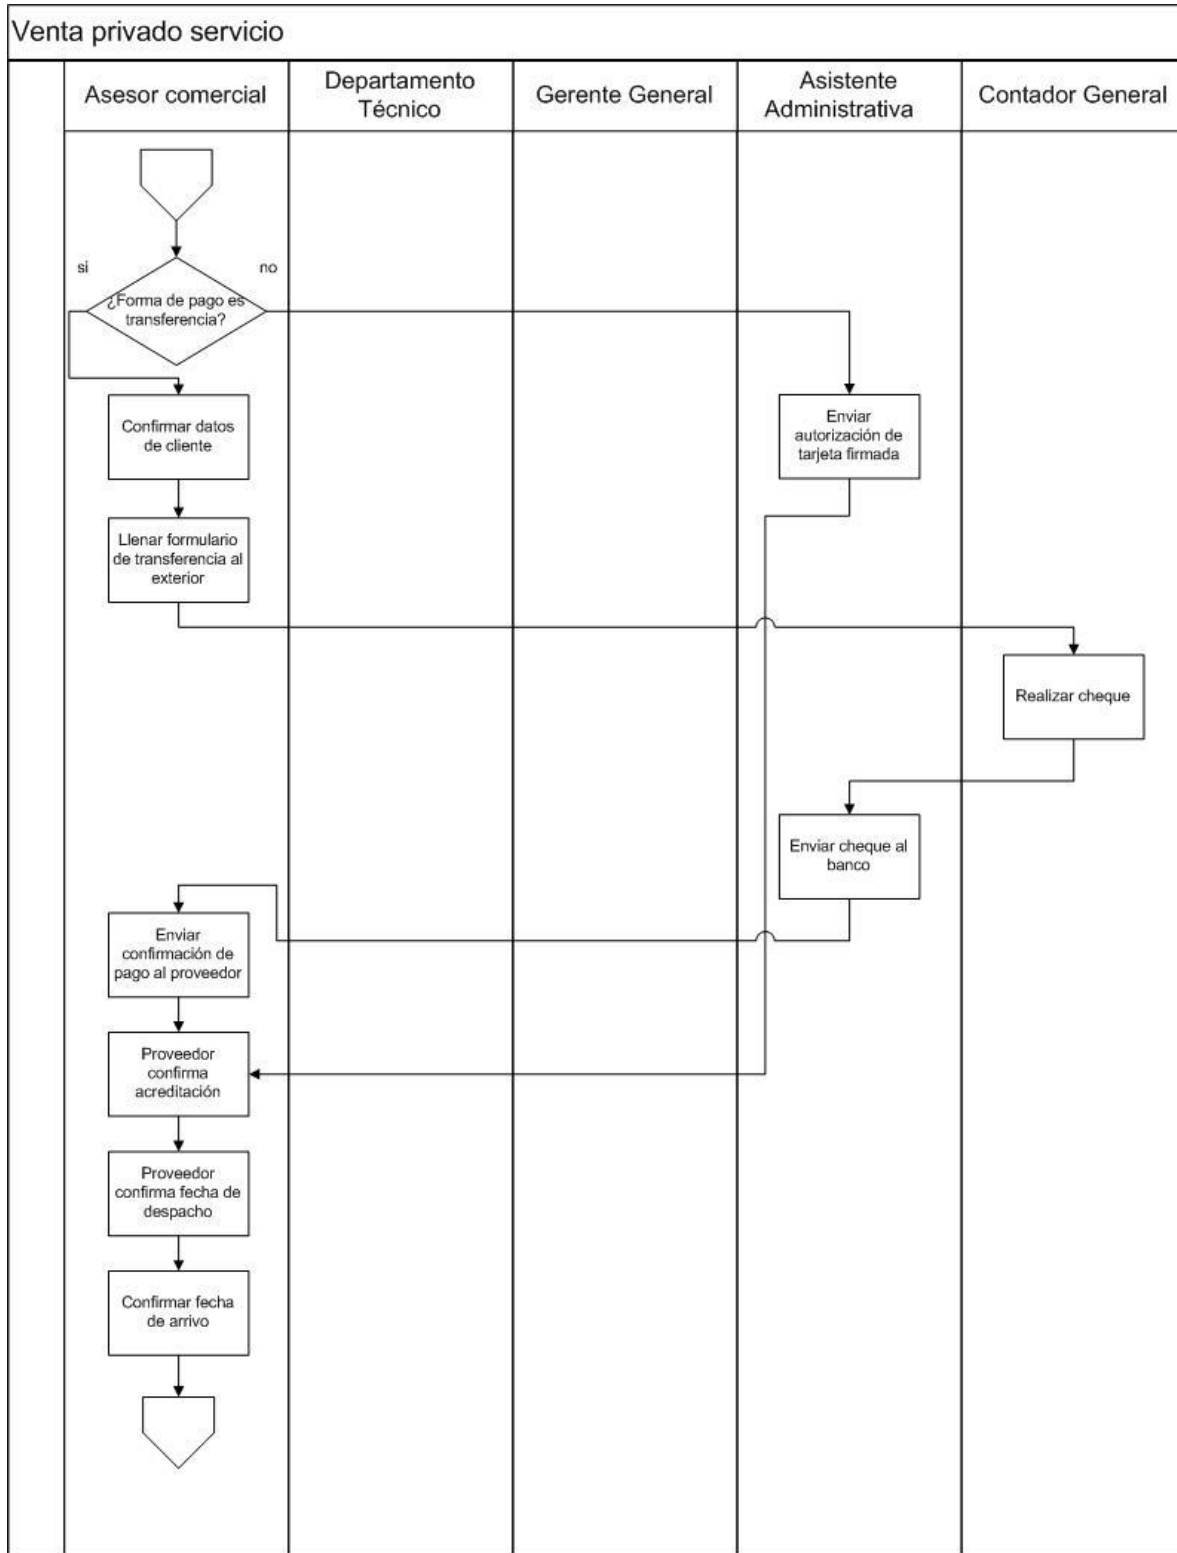 Venta privado servicio
Asesor comercial
Departamento
Técnico
Gerente General
Asistente
Administrativa
Contador General
si
no
¿Forma de pago es
transferencia?
Confirmar datos
de cliente
Enviar
autorización de
tarjeta firmada
Llenar formulario
de transferencia al
exterior
Realizar cheque
Enviar cheque al
banco
Enviar
confirmación de
pago al proveedor
Proveedor
confirma
acreditación
Proveedor
confirma fecha de
despacho
Confirmar fecha
de arrivo